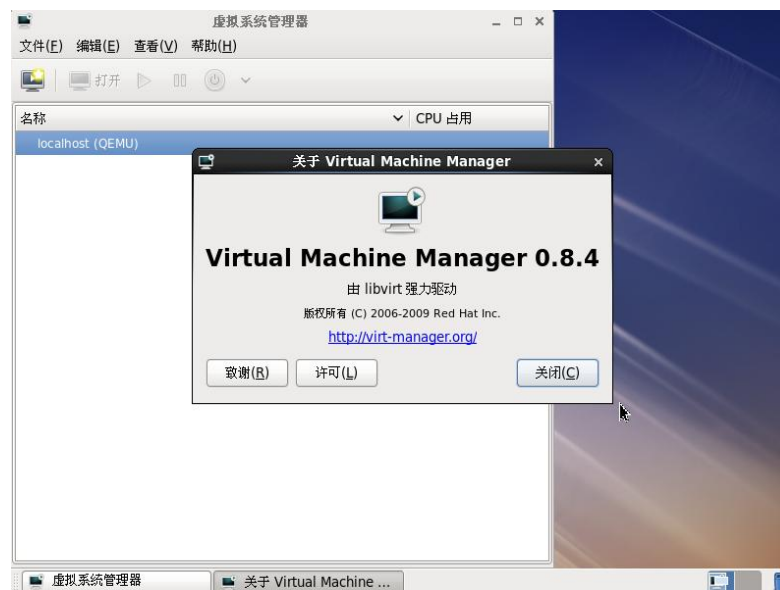 虚拟系统管理器
文件(F) 编辑(E) 查看(V) 帮助(H)
打开
名称 CPU 占用
localhost (QEMU)
关于 Virtual Machine Manager
Virtual Machine Manager 0.8.4
由 libvirt 强力驱动
版权所有 (C) 2006-2009 Red Hat Inc.
http://virt-manager.org/
致谢(R) 许可(L) 关闭(C)
虚拟系统管理器 关于 Virtual Machine ...